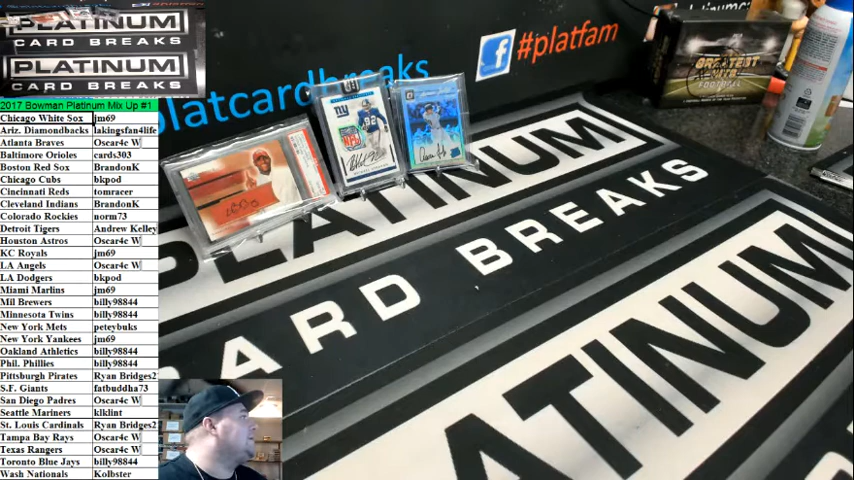 PLATINUM
CARD BREAKS
PLATINUM
CARD BREAKS
2017 Bowman Platinum Mix Up #1
Chicago White Sox jm69
Ariz. Diamondbacks lakingsfan4life
Atlanta Braves Oscar4c W
Baltimore Orioles cards303
Boston Red Sox BrandonK
Chicago Cubs bkpod
Cincinnati Reds tomracer
Cleveland Indians BrandonK
Colorado Rockies norm73
Detroit Tigers Andrew Kelley
Houston Astros Oscar4c W
KC Royals jm69
LA Angels Oscar4c W
LA Dodgers bkpod
Miami Marlins jm69
Mil Brewers billy98844
Minnesota Twins billy98844
New York Mets peteybuks
New York Yankees jm69
Oakland Athletics billy98844
Phil. Phillies billy98844
Pittsburgh Pirates Ryan Bridges2
S.F. Giants fatbuddha73
San Diego Padres Oscar4c W
Seattle Mariners klklint
St. Louis Cardinals Ryan Bridges2
Tampa Bay Rays Oscar4c W
Texas Rangers Oscar4c W
Toronto Blue Jays billy98844
Wash Nationals Kolbster
platcardbreaks
f #platfam
GREATEST
HITS
FOOTBALL
NY
NFL
PLATINUM
CARD BREAKS
ATINUM